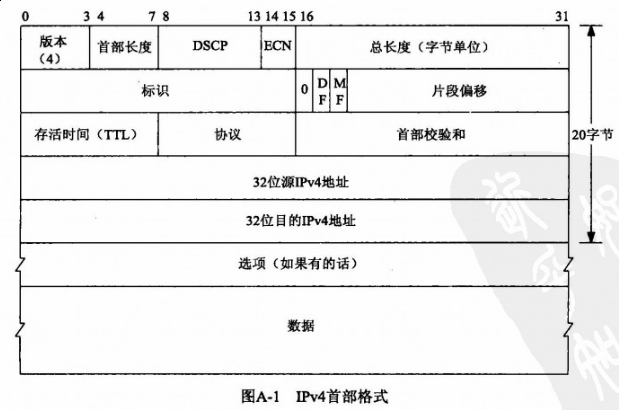 0 3 4 7 8 13 14 15 16 31
版本 首部长度 DSCP ECN 总长度（字节单位）
（4）
标识 0 DF MF 片段偏移
存活时间（TTL） 协议 首部校验和 20字节
32位源IPv4地址
32位目的IPv4地址
选项（如果有的话）
数据
图A-1 IPv4首部格式